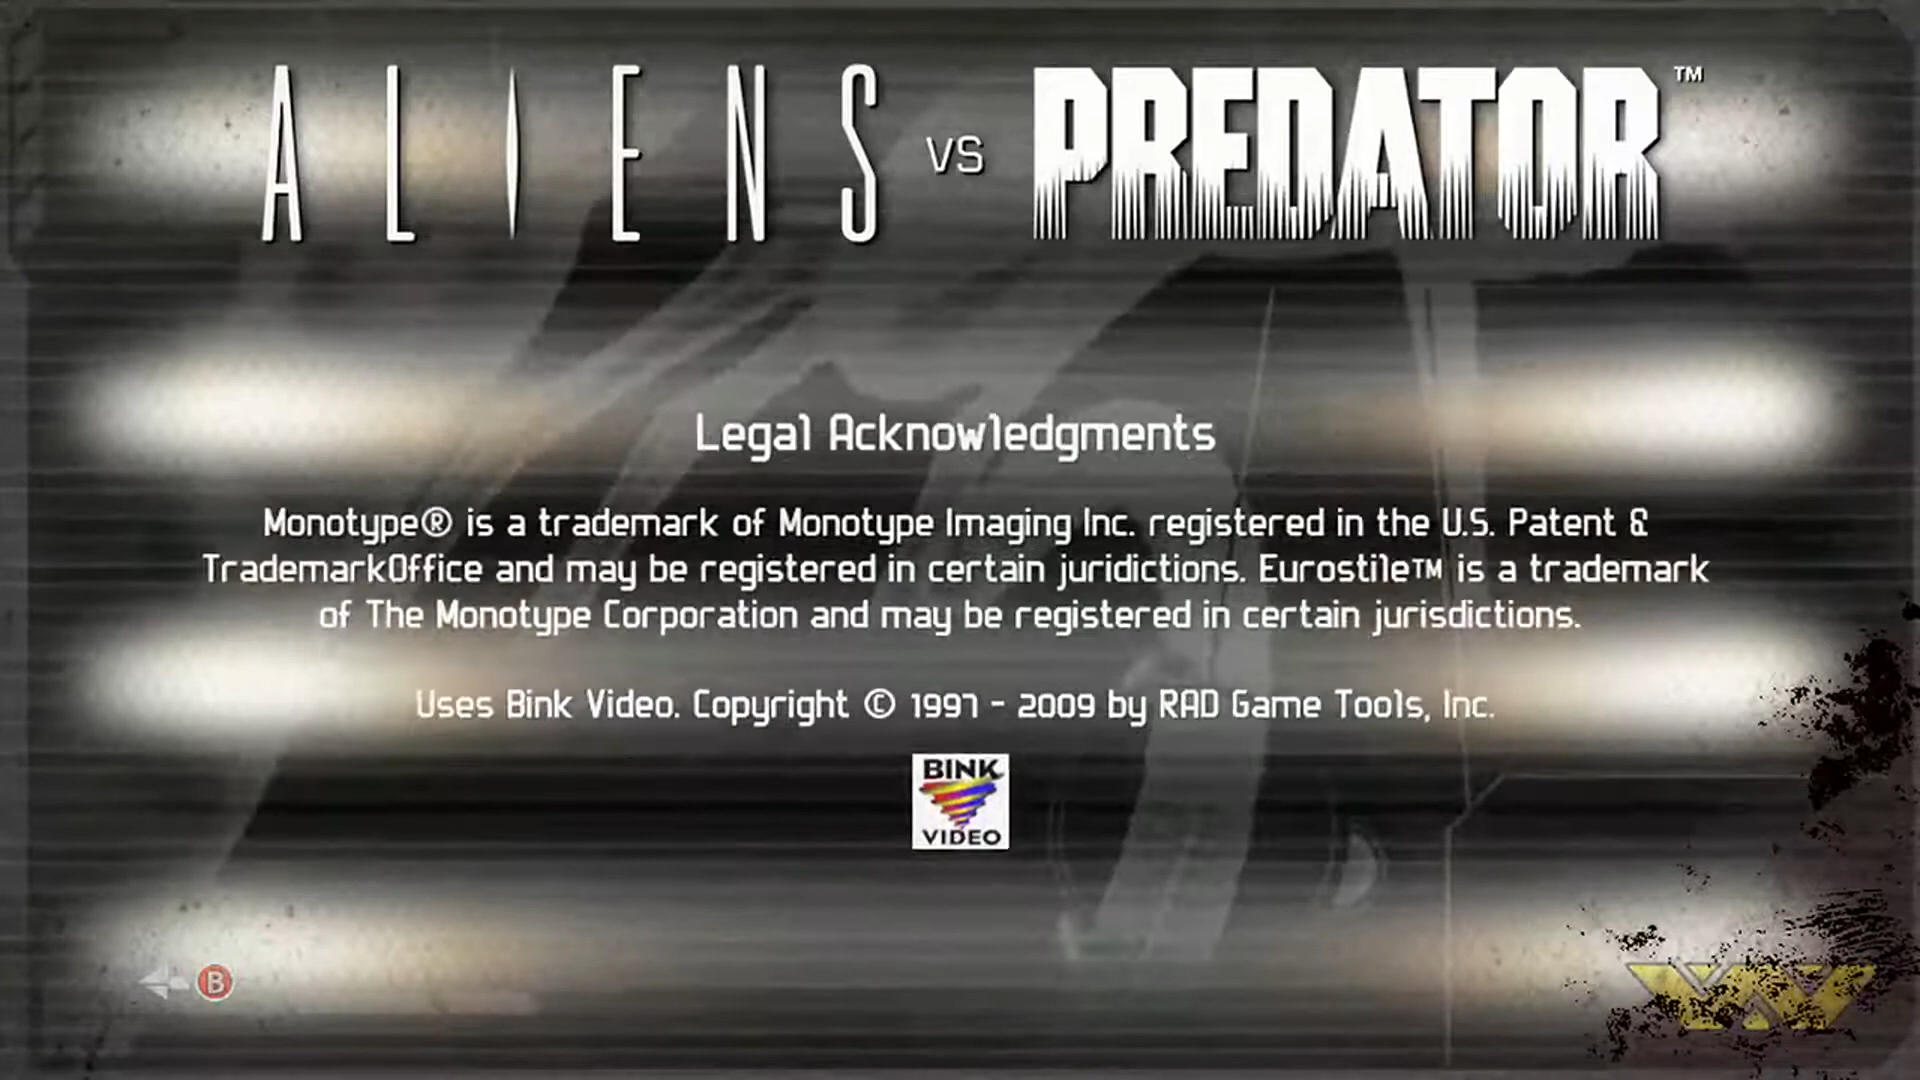 ALIENS VS PREDATOR™
Legal Acknowledgments
Monotype® is a trademark of Monotype Imaging Inc. registered in the U.S. Patent &
TrademarkOffice and may be registered in certain juridictions. Eurostile™ is a trademark
of The Monotype Corporation and may be registered in certain jurisdictions.
Uses Bink Video. Copyright © 1997 - 2009 by RAD Game Tools, Inc.
BINK
VIDEO
B